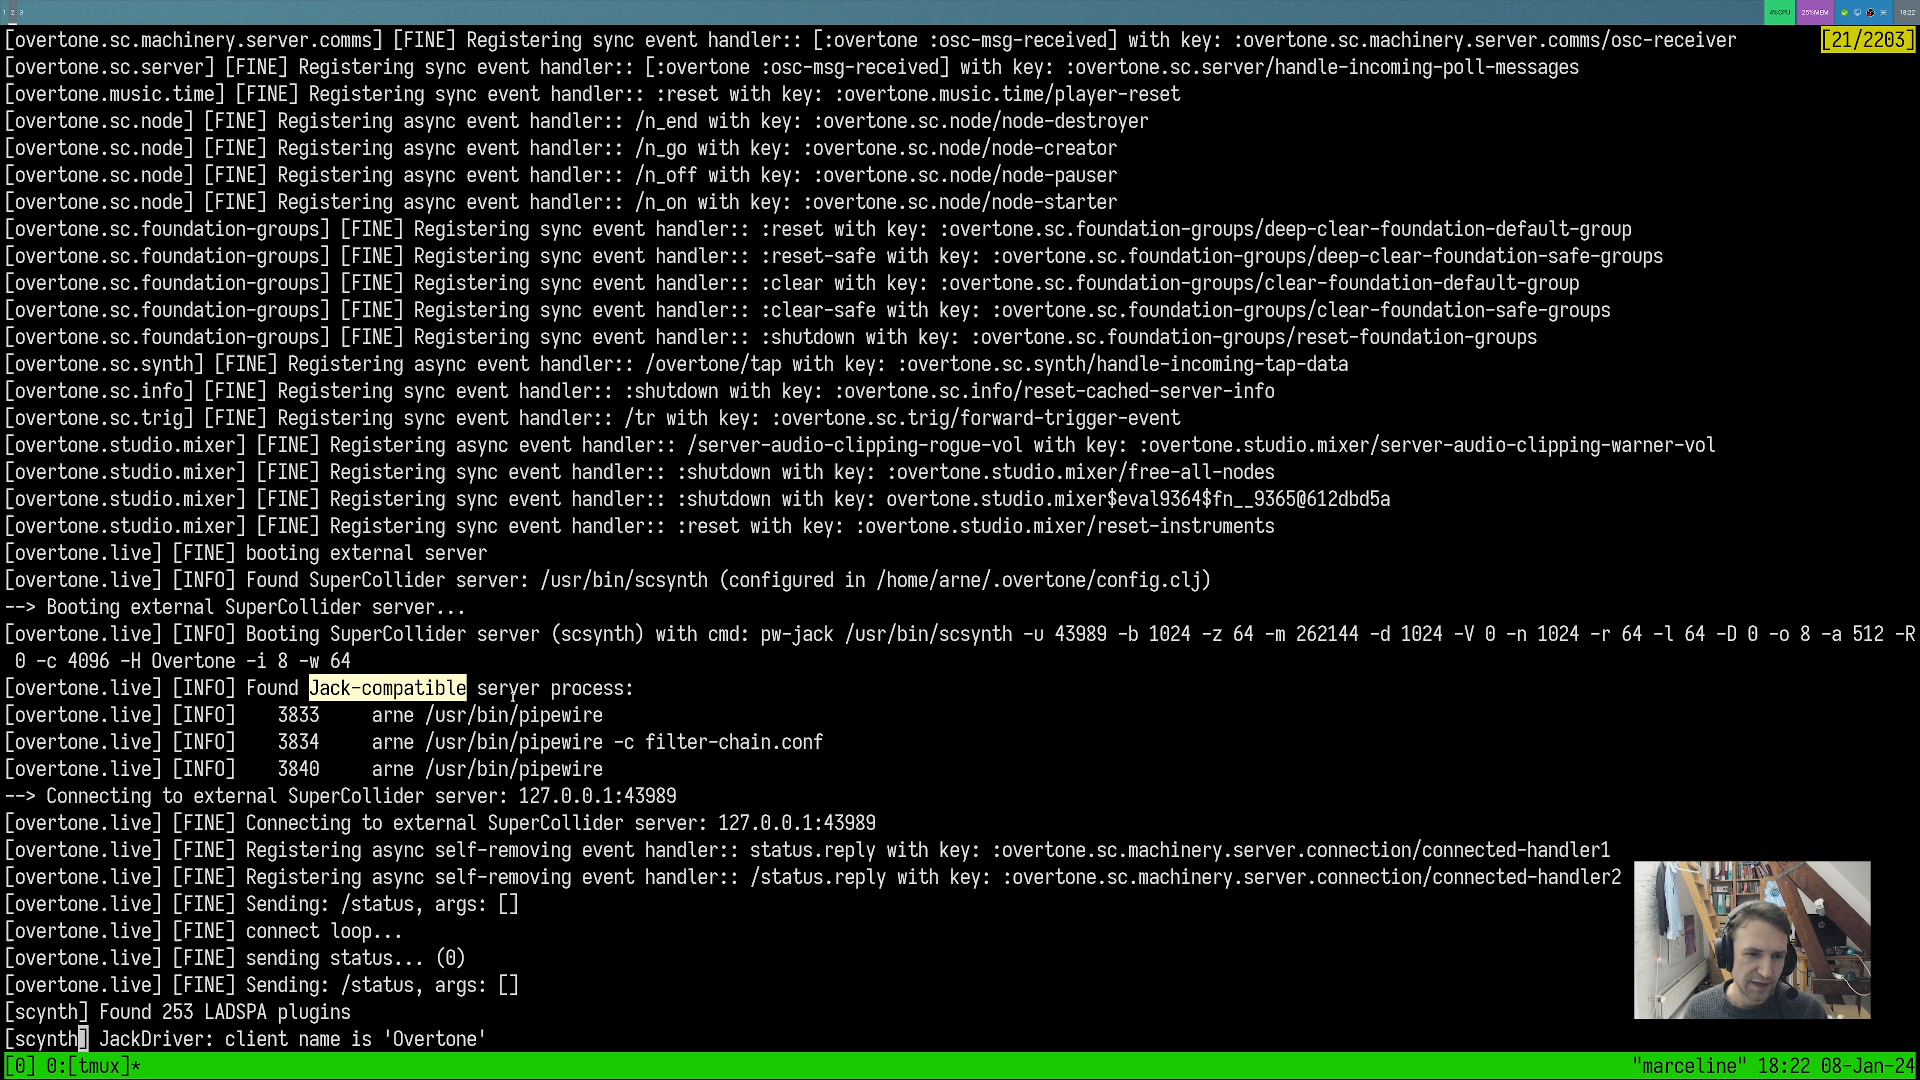 1 2 3 4%CPU 25%MEM 18:22
[overtone.sc.machinery.server.comms] [FINE] Registering sync event handler:: [:overtone :osc-msg-received] with key: :overtone.sc.machinery.server.comms/osc-receiver [21/2203]
[overtone.sc.server] [FINE] Registering sync event handler:: [:overtone :osc-msg-received] with key: :overtone.sc.server/handle-incoming-poll-messages
[overtone.music.time] [FINE] Registering sync event handler:: :reset with key: :overtone.music.time/player-reset
[overtone.sc.node] [FINE] Registering async event handler:: /n_end with key: :overtone.sc.node/node-destroyer
[overtone.sc.node] [FINE] Registering async event handler:: /n_go with key: :overtone.sc.node/node-creator
[overtone.sc.node] [FINE] Registering async event handler:: /n_off with key: :overtone.sc.node/node-pauser
[overtone.sc.node] [FINE] Registering async event handler:: /n_on with key: :overtone.sc.node/node-starter
[overtone.sc.foundation-groups] [FINE] Registering sync event handler:: :reset with key: :overtone.sc.foundation-groups/deep-clear-foundation-default-group
[overtone.sc.foundation-groups] [FINE] Registering sync event handler:: :reset-safe with key: :overtone.sc.foundation-groups/deep-clear-foundation-safe-groups
[overtone.sc.foundation-groups] [FINE] Registering sync event handler:: :clear with key: :overtone.sc.foundation-groups/clear-foundation-default-group
[overtone.sc.foundation-groups] [FINE] Registering sync event handler:: :clear-safe with key: :overtone.sc.foundation-groups/clear-foundation-safe-groups
[overtone.sc.foundation-groups] [FINE] Registering sync event handler:: :shutdown with key: :overtone.sc.foundation-groups/reset-foundation-groups
[overtone.sc.synth] [FINE] Registering async event handler:: /overtone/tap with key: :overtone.sc.synth/handle-incoming-tap-data
[overtone.sc.info] [FINE] Registering sync event handler:: :shutdown with key: :overtone.sc.info/reset-cached-server-info
[overtone.sc.trig] [FINE] Registering sync event handler:: /tr with key: :overtone.sc.trig/forward-trigger-event
[overtone.studio.mixer] [FINE] Registering async event handler:: /server-audio-clipping-rogue-vol with key: :overtone.studio.mixer/server-audio-clipping-warner-vol
[overtone.studio.mixer] [FINE] Registering sync event handler:: :shutdown with key: :overtone.studio.mixer/free-all-nodes
[overtone.studio.mixer] [FINE] Registering sync event handler:: :shutdown with key: overtone.studio.mixer$eval9364$fn__9365@612dbd5a
[overtone.studio.mixer] [FINE] Registering sync event handler:: :reset with key: :overtone.studio.mixer/reset-instruments
[overtone.live] [FINE] booting external server
[overtone.live] [INFO] Found SuperCollider server: /usr/bin/scsynth (configured in /home/arne/.overtone/config.clj)
--> Booting external SuperCollider server...
[overtone.live] [INFO] Booting SuperCollider server (scsynth) with cmd: pw-jack /usr/bin/scsynth -u 43989 -b 1024 -z 64 -m 262144 -d 1024 -V 0 -n 1024 -r 64 -l 64 -D 0 -o 8 -a 512 -R
0 -c 4096 -H Overtone -i 8 -w 64
[overtone.live] [INFO] Found Jack-compatible server process:
[overtone.live] [INFO] 3833 arne /usr/bin/pipewire
[overtone.live] [INFO] 3834 arne /usr/bin/pipewire -c filter-chain.conf
[overtone.live] [INFO] 3840 arne /usr/bin/pipewire
--> Connecting to external SuperCollider server: 127.0.0.1:43989
[overtone.live] [FINE] Connecting to external SuperCollider server: 127.0.0.1:43989
[overtone.live] [FINE] Registering async self-removing event handler:: status.reply with key: :overtone.sc.machinery.server.connection/connected-handler1
[overtone.live] [FINE] Registering async self-removing event handler:: /status.reply with key: :overtone.sc.machinery.server.connection/connected-handler2
[overtone.live] [FINE] Sending: /status, args: []
[overtone.live] [FINE] connect loop...
[overtone.live] [FINE] sending status... (0)
[overtone.live] [FINE] Sending: /status, args: []
[scynth] Found 253 LADSPA plugins
[scynth] JackDriver: client name is 'Overtone'
[0] 0:[tmux]* "marceline" 18:22 08-Jan-24